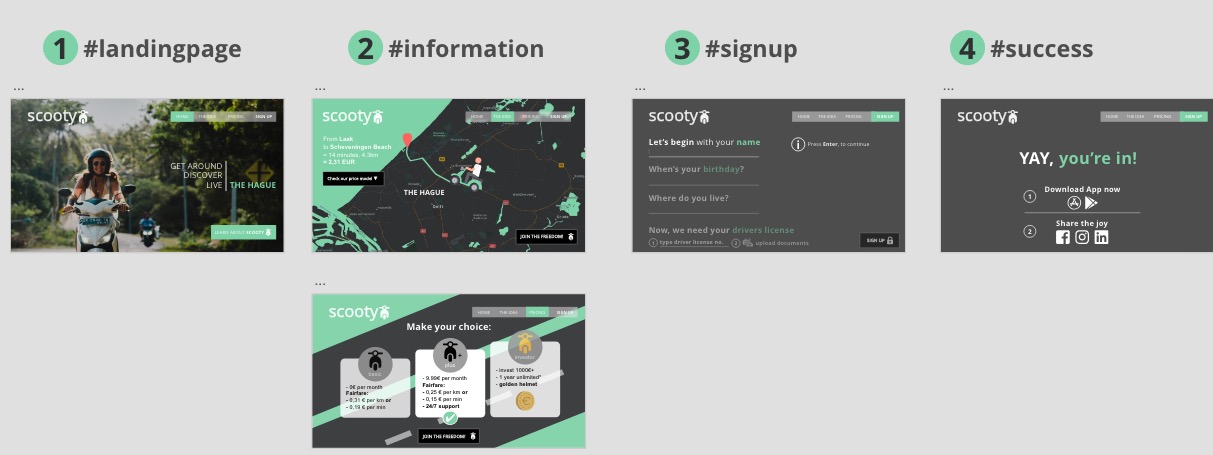 1 #landingpage
2 #information
3 #signup
4 #success
...
...
...
...
scooty
HOME THE IDEA PRICING SIGN UP
GET AROUND
DISCOVER
LIVE THE HAGUE
LEARN ABOUT SCOOTY
scooty
HOME THE IDEA PRICING SIGN UP
From Laak
to Scheveningen Beach
= 14 minutes, 4.3km
= 2,31 EUR
Check our price model ▼
THE HAGUE
Delft
JOIN THE FREEDOM!
scooty
HOME THE IDEA PRICING SIGN UP
Let's begin with your name
i Press Enter, to continue
When's your birthday?
Where do you live?
Now, we need your drivers license
1 type driver license no. 2 upload documents
SIGN UP
scooty
HOME THE IDEA PRICING SIGN UP
YAY, you're in!
1 Download App now
2 Share the joy
...
scooty
HOME THE IDEA PRICING SIGN UP
Make your choice:
basic
- 0€ per month
Fairfare:
- 0,31 € per km or
- 0,19 € per min
plus
- 9.99€ per month
Fairfare:
- 0,25 € per km or
- 0,15 € per min
- 24/7 support
investor
- invest 1000€+
- 1 year unlimited*
- golden helmet
JOIN THE FREEDOM!